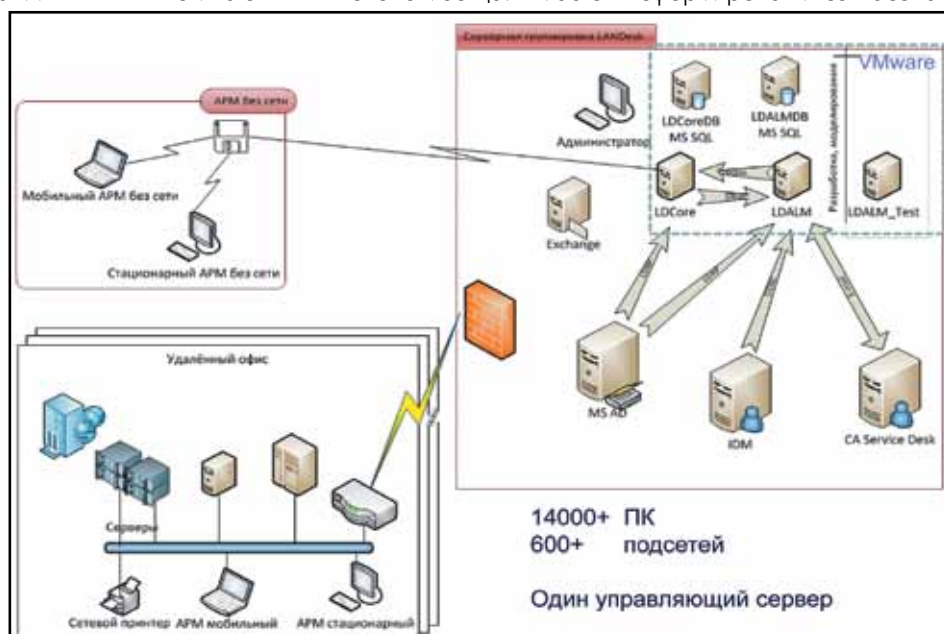 Серверная группировка LANDesk
VMware
АРМ без сети
Администратор
LDCoreDB
MS SQL
LDALMDB
MS SQL
Разработка, моделирование
Мобильный АРМ без сети
LDCore
LDALM
LDALM_Test
Exchange
Стационарный АРМ без сети
Удалённый офис
MS AD
IDM
CA Service Desk
Серверы
14000+ ПК
600+ подсетей
Сетевой принтер
АРМ мобильный
АРМ стационарный
Один управляющий сервер